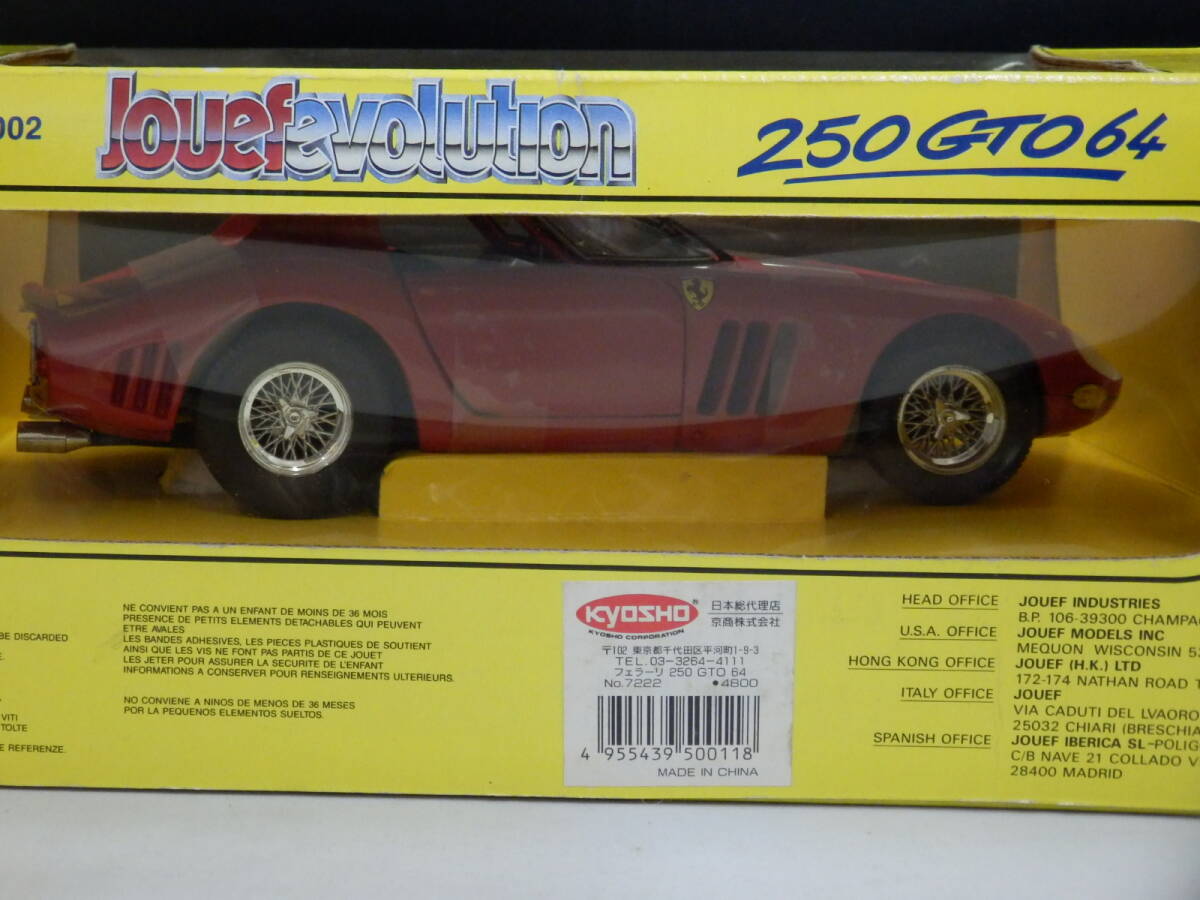 002
Jouefevolution
250 GTO 64
BE DISCARDED
VITI
TOLTE
E REFERENZE.
NE CONVIENT PAS A UN ENFANT DE MOINS DE 36 MOIS
PRESENCE DE PETITS ELEMENTS DETACHABLES QUI PEUVENT
ETRE AVALES
LES BANDES ADHESIVES, LES PIECES PLASTIQUES DE SOUTIENT
AINSI QUE LES VIS NE FONT PAS PARTIS DE CE JOUET
LES JETER POUR ASSURER LA SECURITE DE L'ENFANT
INFORMATIONS A CONSERVER POUR RENSEIGNEMENTS ULTERIEURS.
NO CONVIENE A NINOS DE MENOS DE 36 MESES
POR LA PEQUENOS ELEMENTOS SUELTOS.
KYOSHO®
KYOSHO CORPORATION
日本総代理店
京商株式会社
〒102 東京都千代田区平河町1-9-3
TEL.03-3264-4111
フェラーリ 250 GTO 64
No.7222 •4800
4 955439 500118
MADE IN CHINA
HEAD OFFICE JOUEF INDUSTRIES
B.P. 106-39300 CHAMPA
U.S.A. OFFICE JOUEF MODELS INC
MEQUON WISCONSIN 5
HONG KONG OFFICE JOUEF (H.K.) LTD
172-174 NATHAN ROAD T
ITALY OFFICE JOUEF
VIA CADUTI DEL LVAORO
25032 CHIARI (BRESCHIA
SPANISH OFFICE JOUEF IBERICA SL-POLIG
C/B NAVE 21 COLLADO V
28400 MADRID